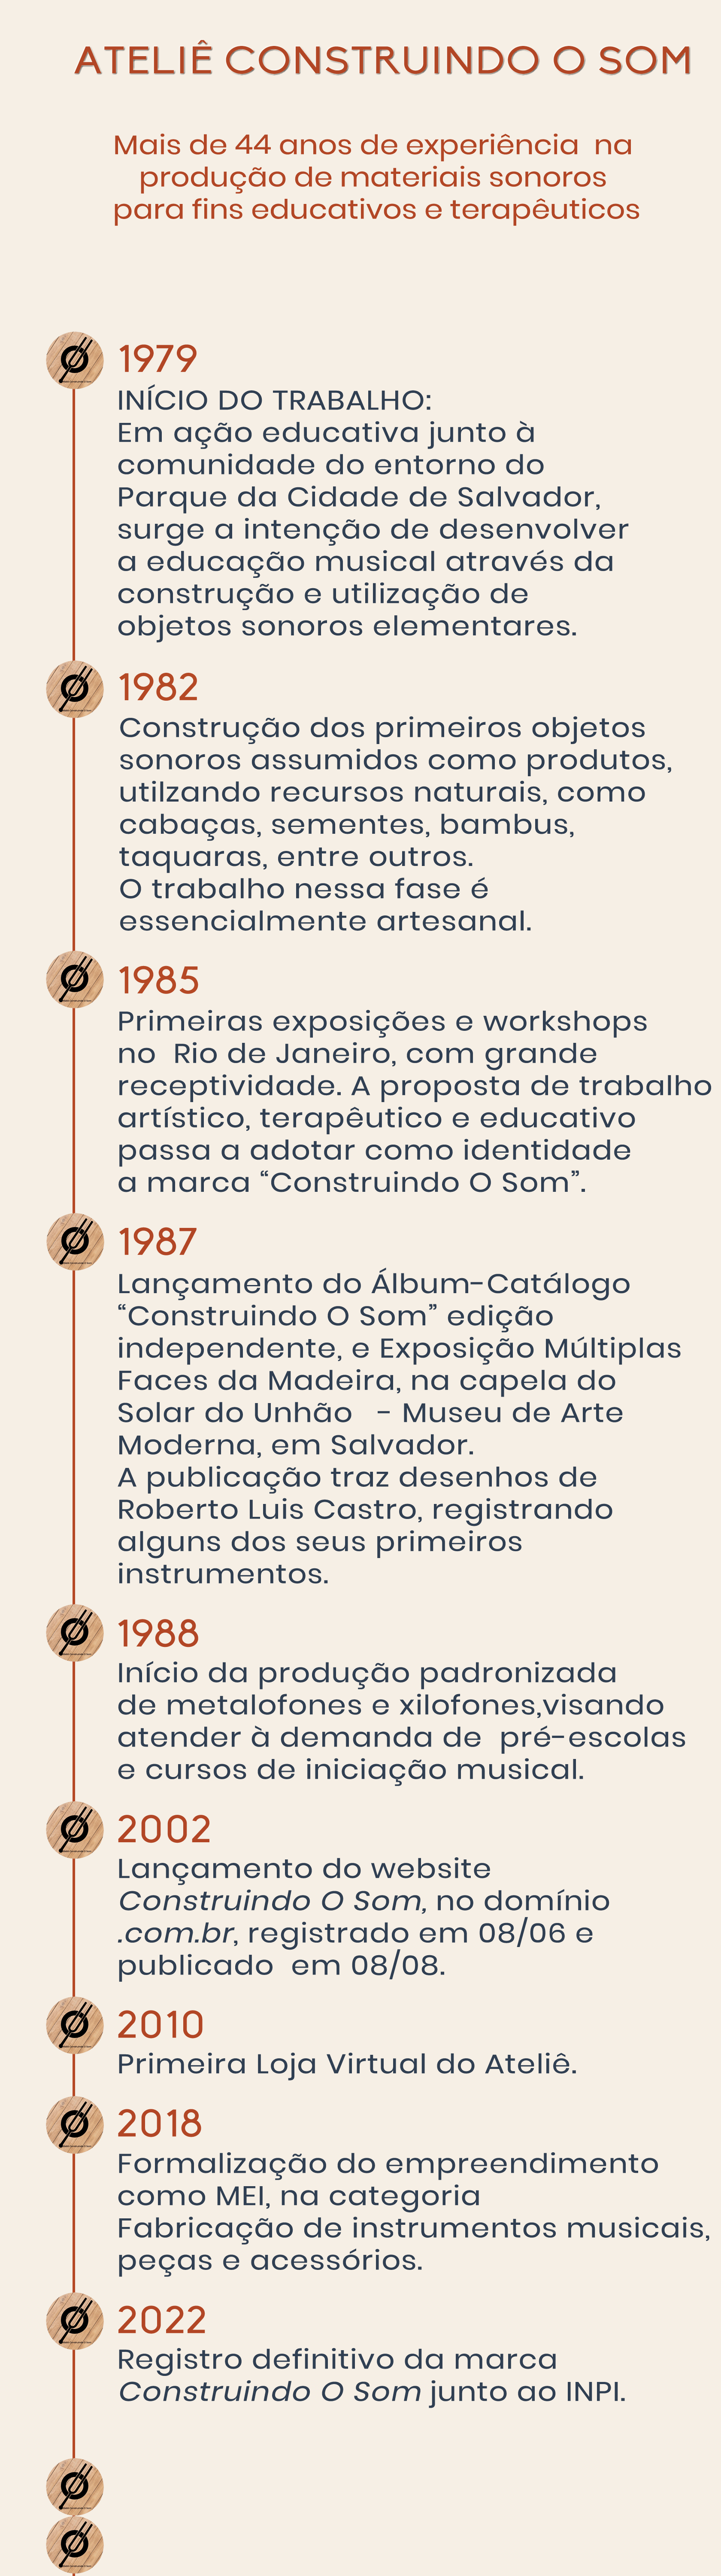 ATELIÊ CONSTRUINDO O SOM
Mais de 44 anos de experiência na
produção de materiais sonoros
para fins educativos e terapêuticos
1979
INÍCIO DO TRABALHO:
Em ação educativa junto à
comunidade do entorno do
Parque da Cidade de Salvador,
surge a intenção de desenvolver
a educação musical através da
construção e utilização de
objetos sonoros elementares.
1982
Construção dos primeiros objetos
sonoros assumidos como produtos,
utilzando recursos naturais, como
cabaças, sementes, bambus,
taquaras, entre outros.
O trabalho nessa fase é
essencialmente artesanal.
1985
Primeiras exposições e workshops
no Rio de Janeiro, com grande
receptividade. A proposta de trabalho
artístico, terapêutico e educativo
passa a adotar como identidade
a marca “Construindo O Som”.
1987
Lançamento do Álbum-Catálogo
“Construindo O Som” edição
independente, e Exposição Múltiplas
Faces da Madeira, na capela do
Solar do Unhão - Museu de Arte
Moderna, em Salvador.
A publicação traz desenhos de
Roberto Luis Castro, registrando
alguns dos seus primeiros
instrumentos.
1988
Início da produção padronizada
de metalofones e xilofones,visando
atender à demanda de pré-escolas
e cursos de iniciação musical.
2002
Lançamento do website
Construindo O Som, no domínio
.com.br, registrado em 08/06 e
publicado em 08/08.
2010
Primeira Loja Virtual do Ateliê.
2018
Formalização do empreendimento
como MEI, na categoria
Fabricação de instrumentos musicais,
peças e acessórios.
2022
Registro definitivo da marca
Construindo O Som junto ao INPI.